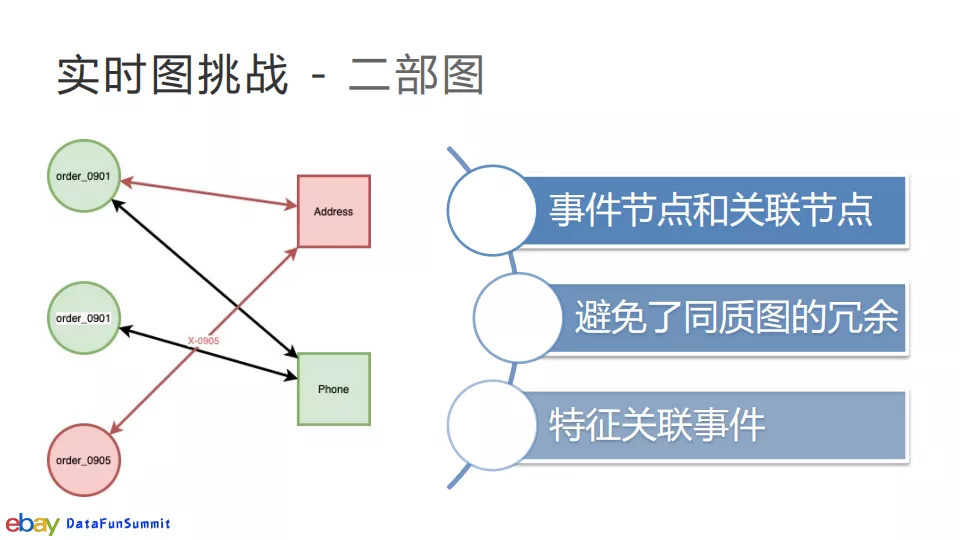 实时图挑战 - 二部图
order_0901
Address
order_0901
X-0905
Phone
order_0905
事件节点和关联节点
避免了同质图的冗余
特征关联事件
ebay DataFunSummit